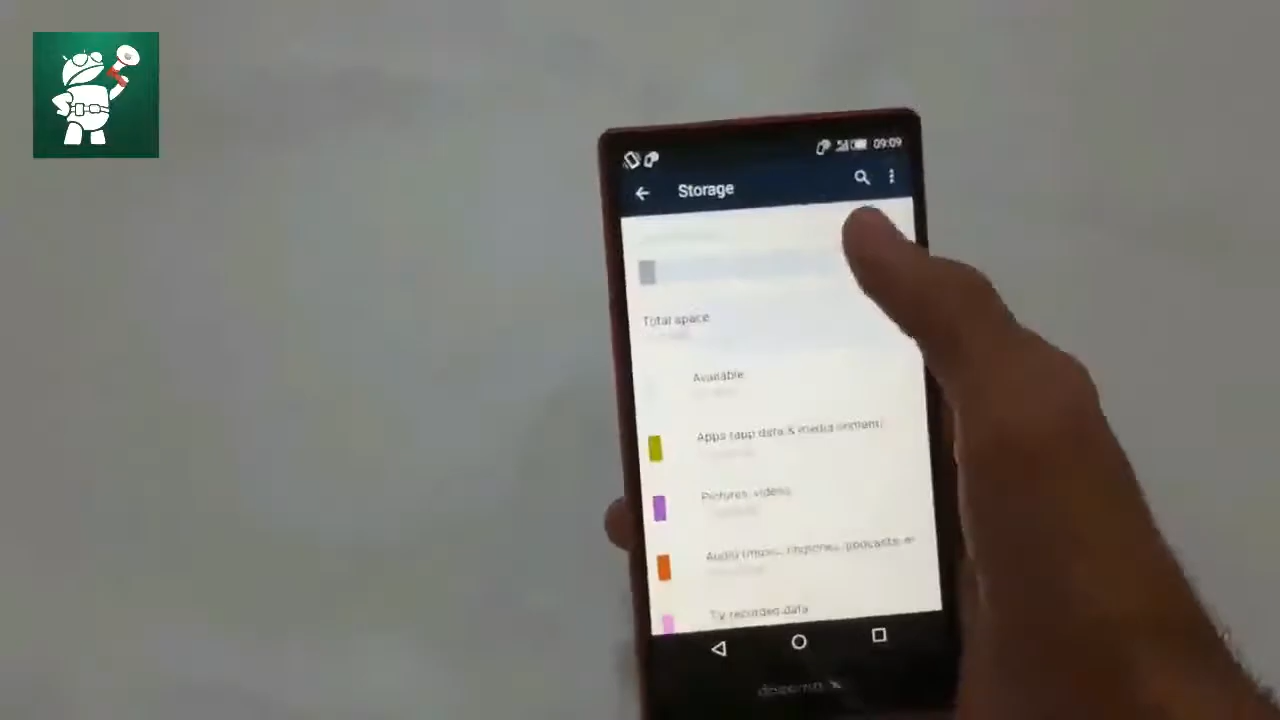 09:09
Storage
Total space
Available
Apps (app data & media content)
Pictures, videos
Audio (music, ringtones, podcasts, e
TV recorded data
docomo